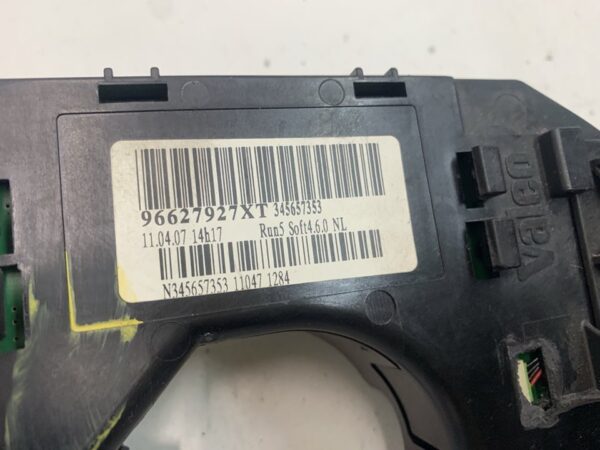 96627927XT 345657353
11.04.07 14h17 Run5 Soft4.6.0 NL
N345657353 11047 1284
Valeo